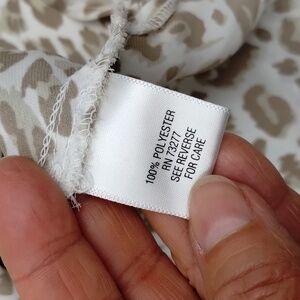 100% POLYESTER
RN 73277
SEE REVERSE
FOR CARE